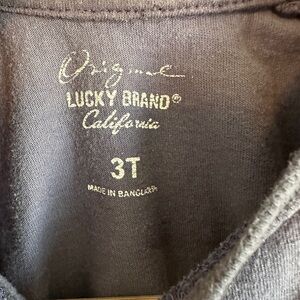 Original
LUCKY BRAND®
California
3T
MADE IN BANGLADESH